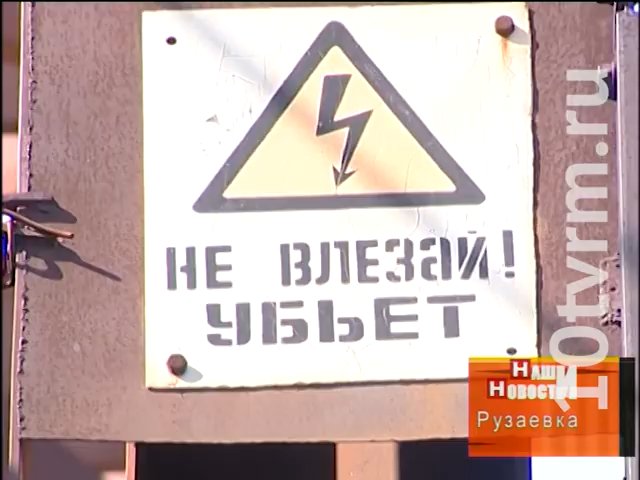 НЕ ВЛЕЗАЙ!
УБЬЕТ
НАШИ
НОВОСТИ
Рузаевка
10tvrm.ru